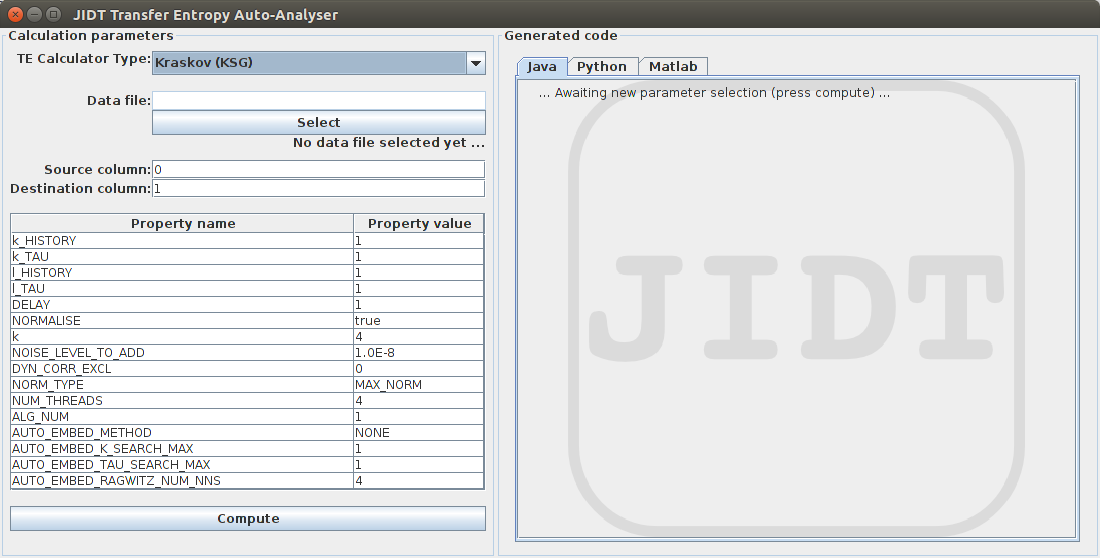 JIDT Transfer Entropy Auto-Analyser
Calculation parameters
TE Calculator Type: Kraskov (KSG)
Data file:
Select
No data file selected yet ...
Source column: 0
Destination column: 1
Property name Property value
k_HISTORY 1
k_TAU 1
l_HISTORY 1
l_TAU 1
DELAY 1
NORMALISE true
k 4
NOISE_LEVEL_TO_ADD 1.0E-8
DYN_CORR_EXCL 0
NORM_TYPE MAX_NORM
NUM_THREADS 4
ALG_NUM 1
AUTO_EMBED_METHOD NONE
AUTO_EMBED_K_SEARCH_MAX 1
AUTO_EMBED_TAU_SEARCH_MAX 1
AUTO_EMBED_RAGWITZ_NUM_NNS 4
Compute
Generated code
Java Python Matlab
... Awaiting new parameter selection (press compute) ...
JIDT